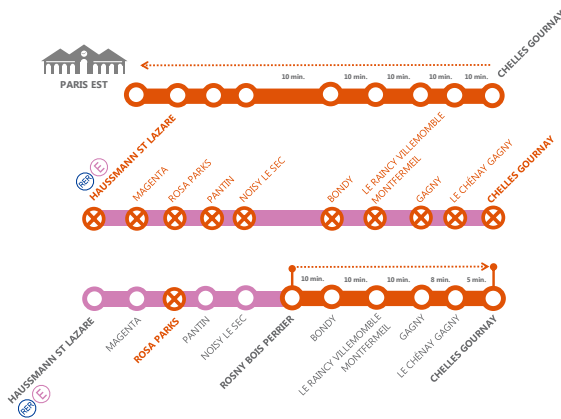 CHELLES GOURNAY
PARIS EST
10 min.
10 min.
10 min.
10 min.
10 min.
RER
E
HAUSSMANN ST LAZARE
MAGENTA
ROSA PARKS
PANTIN
NOISY LE SEC
BONDY
LE RAINCY VILLEMOMBLE
MONTFERMEIL
GAGNY
LE CHÉNAY GAGNY
CHELLES GOURNAY
10 min.
10 min.
10 min.
8 min.
5 min.
HAUSSMANN ST LAZARE
MAGENTA
ROSA PARKS
PANTIN
NOISY LE SEC
ROSNY BOIS PERRIER
BONDY
LE RAINCY VILLEMOMBLE
MONTFERMEIL
GAGNY
LE CHÉNAY GAGNY
CHELLES GOURNAY
RER
E